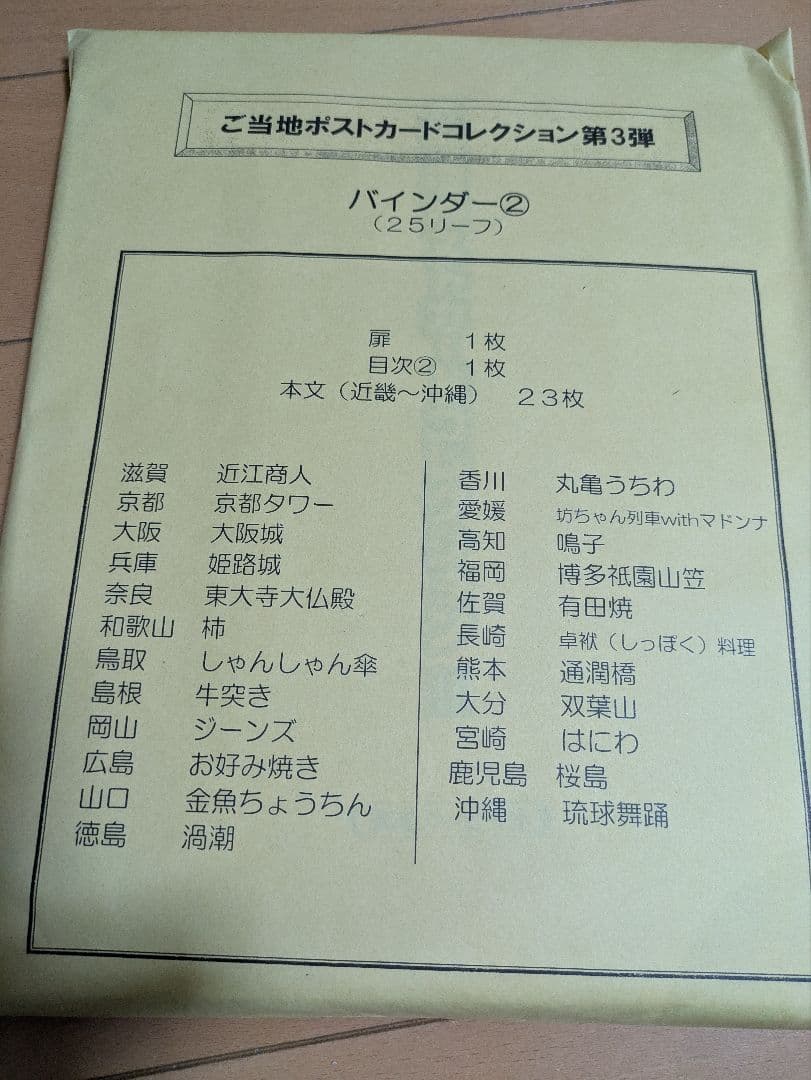 ご当地ポストカードコレクション第3弾
バインダー②
（25リーフ）
扉 1枚
目次② 1枚
本文（近畿～沖縄） 23枚
滋賀 近江商人
京都 京都タワー
大阪 大阪城
兵庫 姫路城
奈良 東大寺大仏殿
和歌山 柿
鳥取 しゃんしゃん傘
島根 牛突き
岡山 ジーンズ
広島 お好み焼き
山口 金魚ちょうちん
徳島 渦潮
香川 丸亀うちわ
愛媛 坊ちゃん列車withマドンナ
高知 鳴子
福岡 博多祇園山笠
佐賀 有田焼
長崎 卓袱（しっぽく）料理
熊本 通潤橋
大分 双葉山
宮崎 はにわ
鹿児島 桜島
沖縄 琉球舞踊